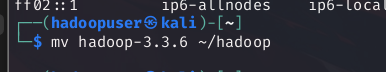 ff02::1 ip6-allnodes ip6-local
┌──(hadoopuser㉿kali)-[~]
└─$ mv hadoop-3.3.6 ~/hadoop